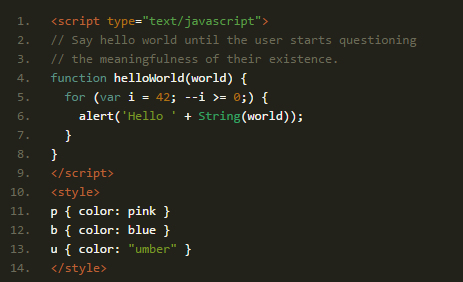 1. <script type="text/javascript">
2. // Say hello world until the user starts questioning
3. // the meaningfulness of their existence.
4. function helloWorld(world) {
5.   for (var i = 42; --i >= 0;) {
6.     alert('Hello ' + String(world));
7.   }
8. }
9. </script>
10. <style>
11. p { color: pink }
12. b { color: blue }
13. u { color: "umber" }
14. </style>